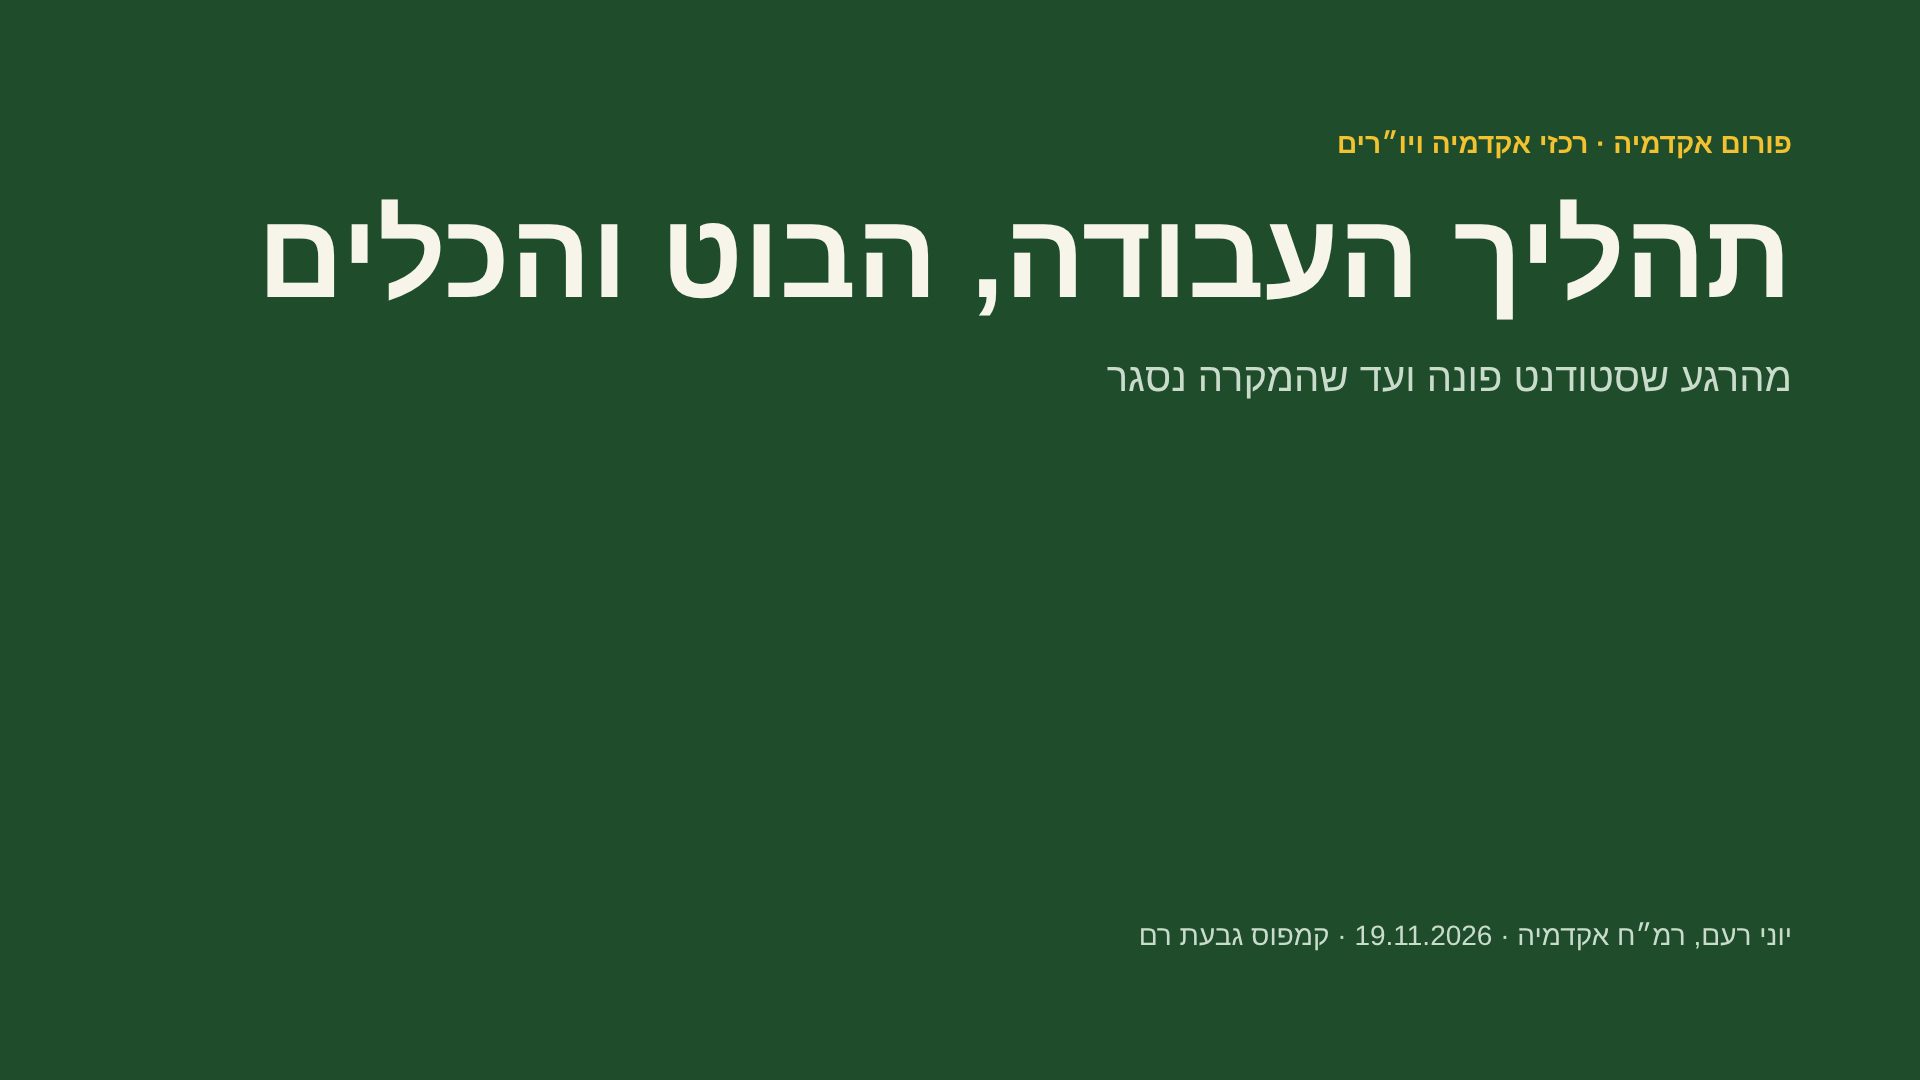 פורום אקדמיה · רכזי אקדמיה ויו״רים
תהליך העבודה, הבוט והכלים
מהרגע שסטודנט פונה ועד שהמקרה נסגר
יוני רעם, רמ״ח אקדמיה · 19.11.2026 · קמפוס גבעת רם